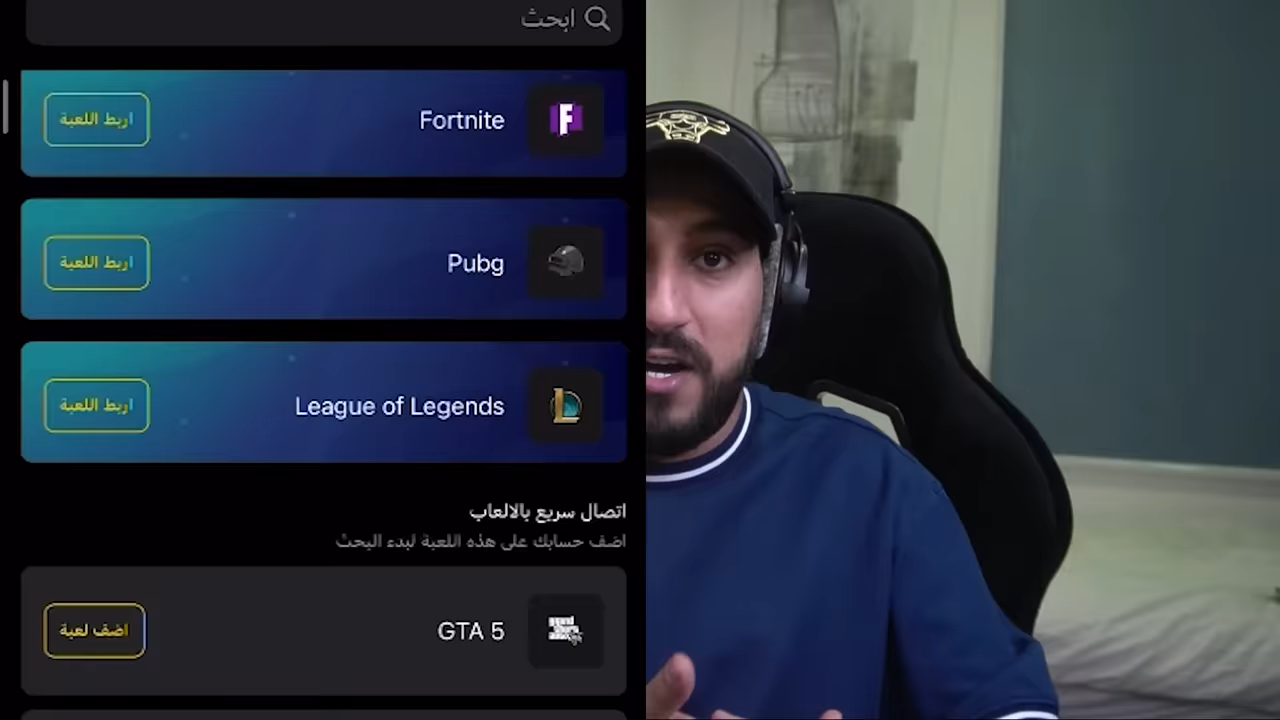 ابحث
Fortnite
اربط اللعبة
Pubg
اربط اللعبة
League of Legends
اربط اللعبة
اتصال سريع بالالعاب
اضف حسابك على هذه اللعبة لبدء البحث
GTA 5
اضف لعبة